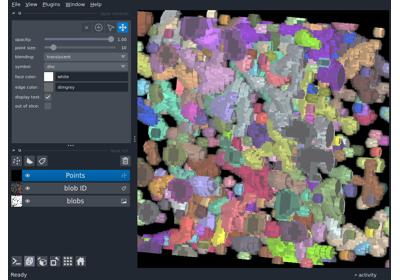 File View Plugins Window Help
opacity: 1.00
point size: 10
blending: translucent
symbol: disc
face color: white
edge color: dimgrey
display text:
out of slice:
Points
blob ID
blobs
Ready
activity